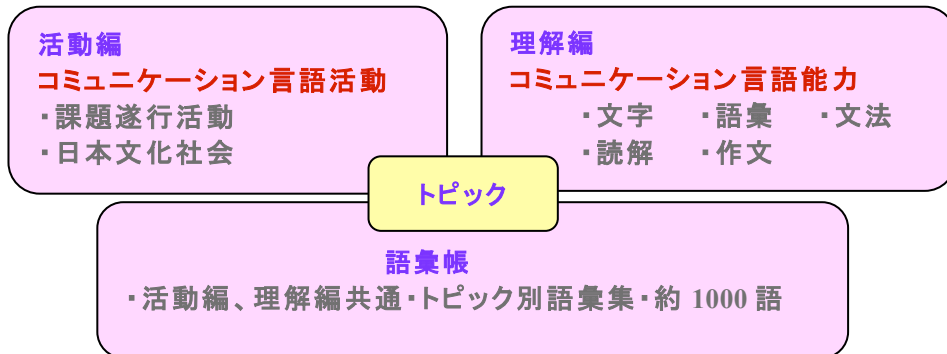 活動編
コミュニケーション言語活動
・課題遂行活動
・日本文化社会
理解編
コミュニケーション言語能力
・文字 ・語彙 ・文法
・読解 ・作文
トピック
語彙帳
・活動編、理解編共通・トピック別語彙集・約 1000 語